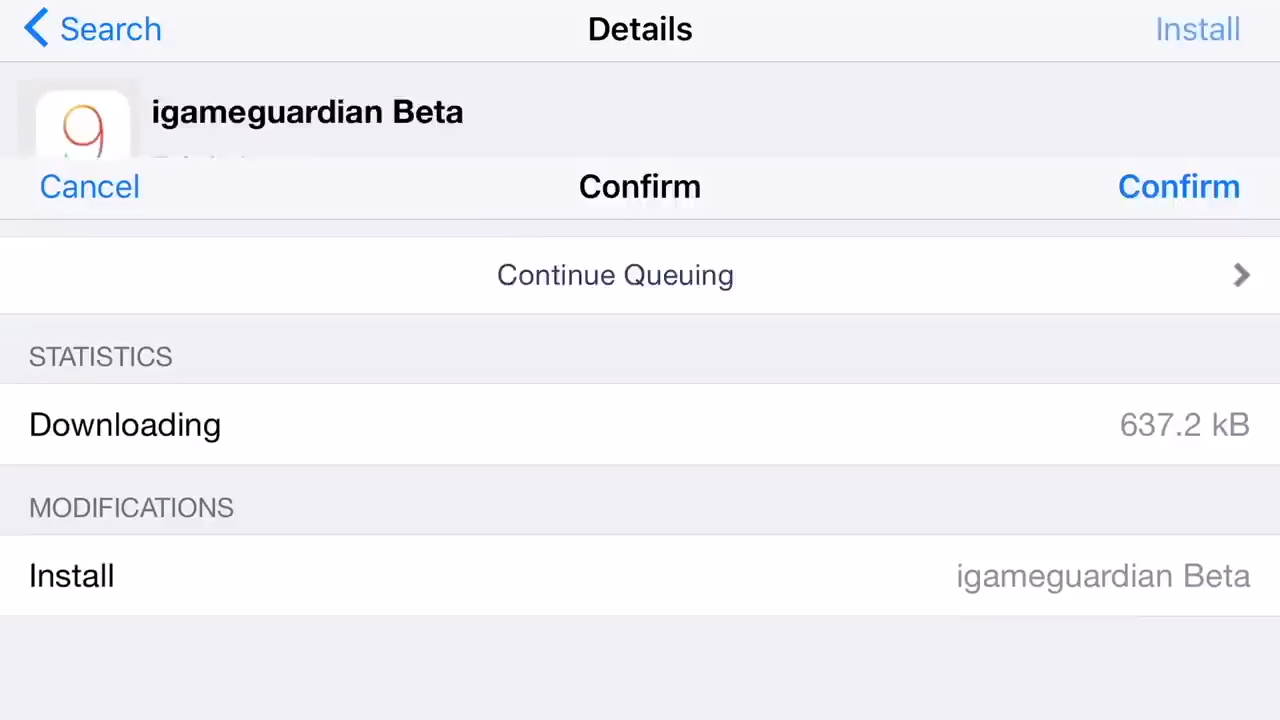 Search Details Install
9
igameguardian Beta
Cancel Confirm Confirm
Continue Queuing
STATISTICS
Downloading 637.2 kB
MODIFICATIONS
Install igameguardian Beta